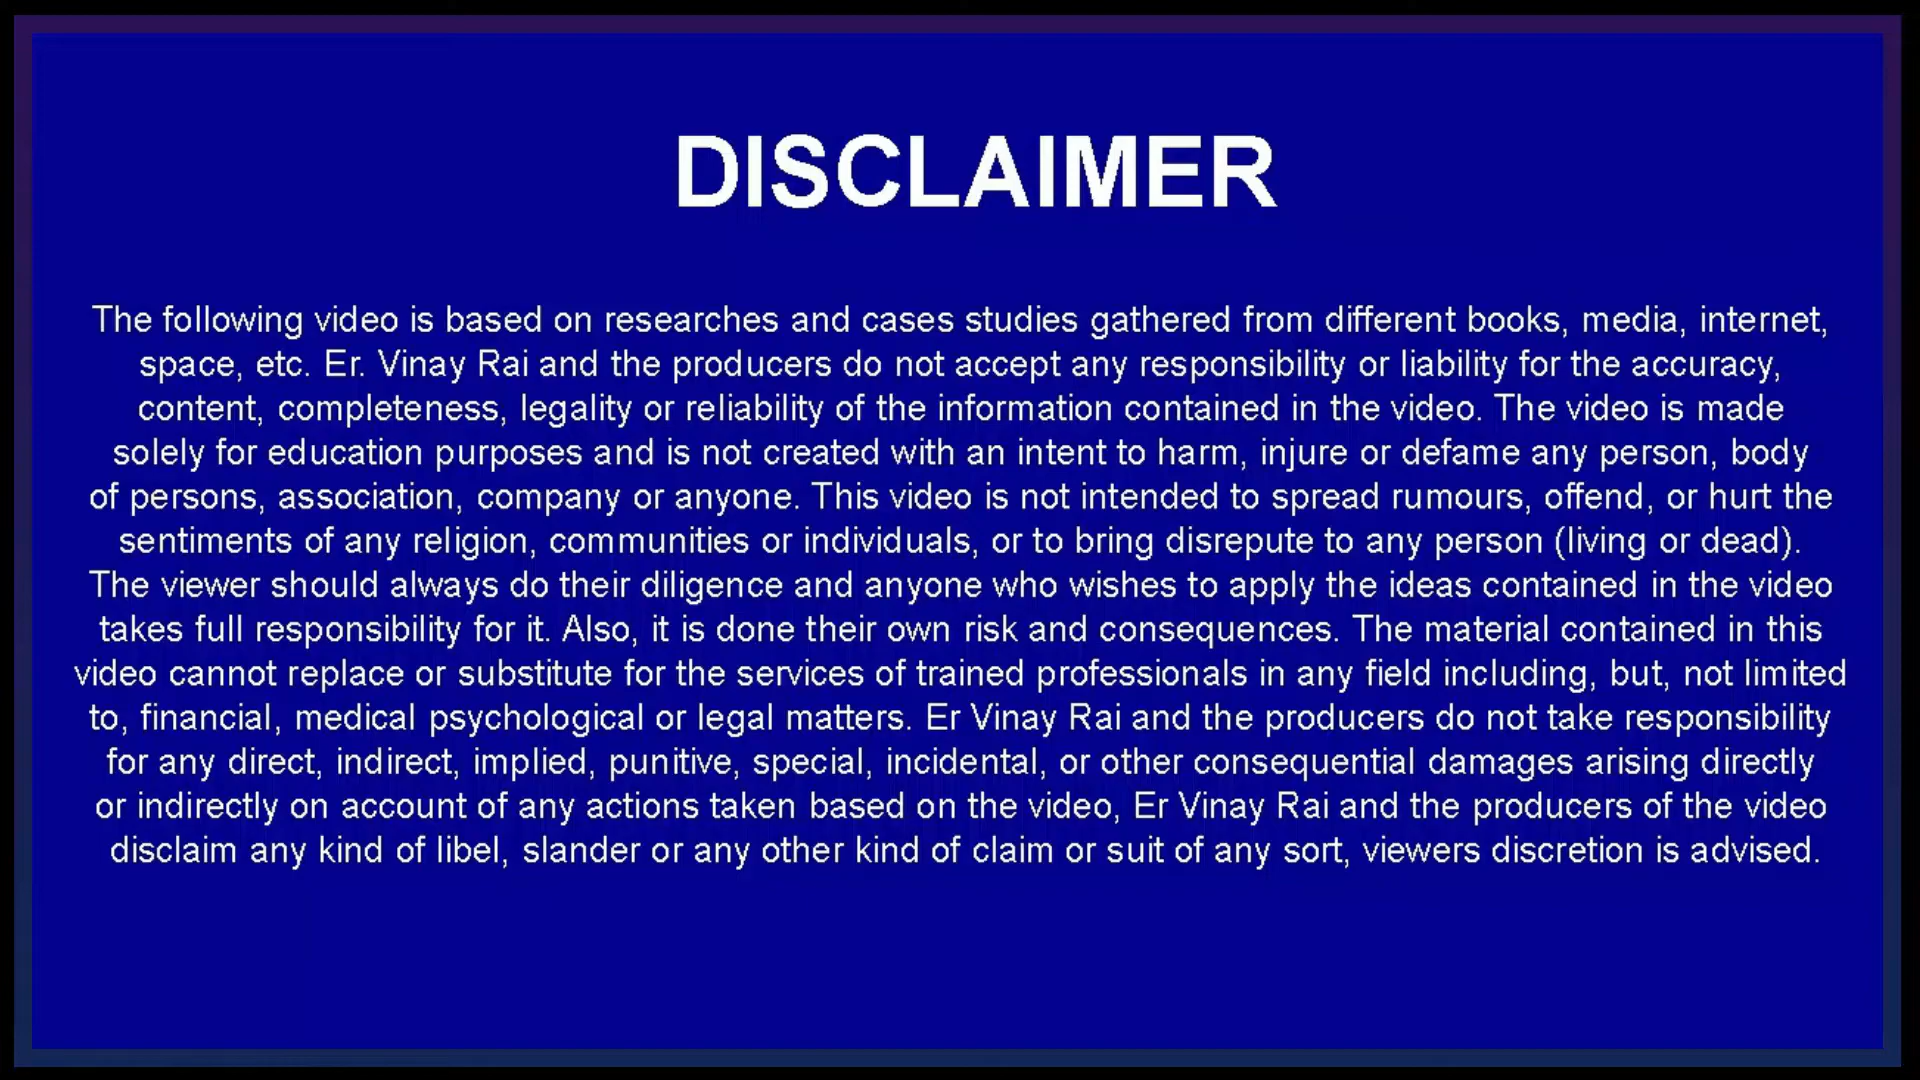 DISCLAIMER
The following video is based on researches and cases studies gathered from different books, media, internet,
space, etc. Er. Vinay Rai and the producers do not accept any responsibility or liability for the accuracy,
content, completeness, legality or reliability of the information contained in the video. The video is made
solely for education purposes and is not created with an intent to harm, injure or defame any person, body
of persons, association, company or anyone. This video is not intended to spread rumours, offend, or hurt the
sentiments of any religion, communities or individuals, or to bring disrepute to any person (living or dead).
The viewer should always do their diligence and anyone who wishes to apply the ideas contained in the video
takes full responsibility for it. Also, it is done their own risk and consequences. The material contained in this
video cannot replace or substitute for the services of trained professionals in any field including, but, not limited
to, financial, medical psychological or legal matters. Er Vinay Rai and the producers do not take responsibility
for any direct, indirect, implied, punitive, special, incidental, or other consequential damages arising directly
or indirectly on account of any actions taken based on the video, Er Vinay Rai and the producers of the video
disclaim any kind of libel, slander or any other kind of claim or suit of any sort, viewers discretion is advised.